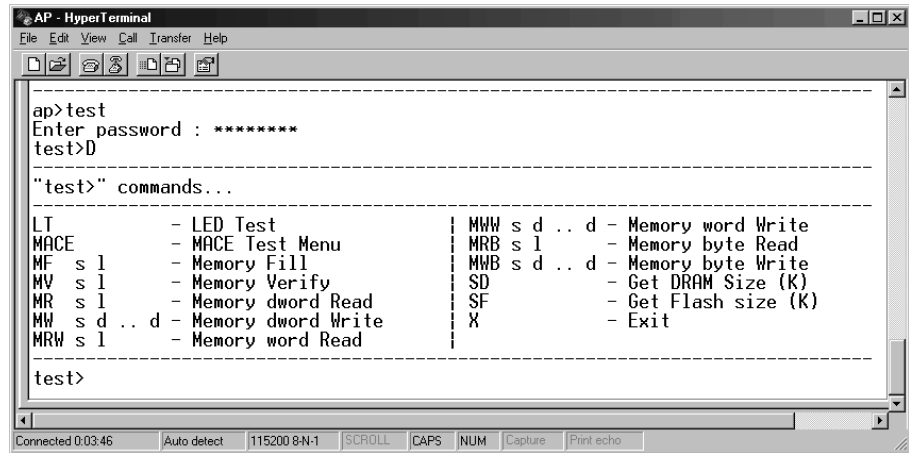 AP - HyperTerminal
File Edit View Call Transfer Help
ap>test
Enter password : ********
test>D
"test>" commands...
LT - LED Test | MWW s d .. d - Memory word Write
MACE - MACE Test Menu | MRB s l - Memory byte Read
MF s l - Memory Fill | MWB s d .. d - Memory byte Write
MV s l - Memory Verify | SD - Get DRAM Size (K)
MR s l - Memory dword Read | SF - Get Flash size (K)
MW s d .. d - Memory dword Write | X - Exit
MRW s l - Memory word Read |
test>
Connected 0:03:46 Auto detect 115200 8-N-1 SCROLL CAPS NUM Capture Print echo